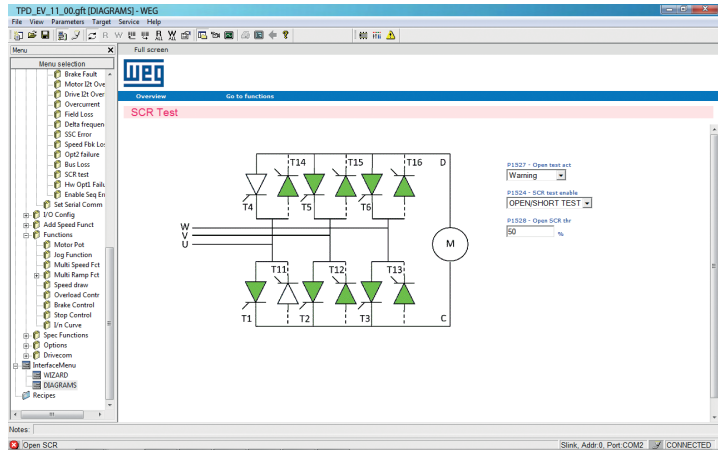 TPD_EV_11_00.gft [DIAGRAMS] - WEG
File View Parameters Target Service Help
Menu
Full screen
Menu selection
Brake Fault
Motor I2t Ove
Drive I2t Over
Overcurrent
Field Loss
Delta frequen
SSC Error
Speed Fbk Los
Opt2 failure
Bus Loss
SCR test
Hw Opt1 Failu
Enable Seq En
Set Serial Comm
I/O Config
Add Speed Funct
Functions
Motor Pot
Jog Function
Multi Speed Fct
Multi Ramp Fct
Speed draw
Overload Contr
Brake Control
Stop Control
I/n Curve
Spec Functions
Options
Drivecom
InterfaceMenu
WIZARD
DIAGRAMS
Recipes
WEG
Overview Go to functions
SCR Test
T14 T15 T16 D
T4 T5 T6
W
V
U
M
T11 T12 T13
T1 T2 T3 C
P1527 - Open test act
Warning
P1524 - SCR test enable
OPEN/SHORT TEST
P1528 - Open SCR thr
50 %
Notes:
Open SCR
Slink, Addr:0, Port:COM2 CONNECTED